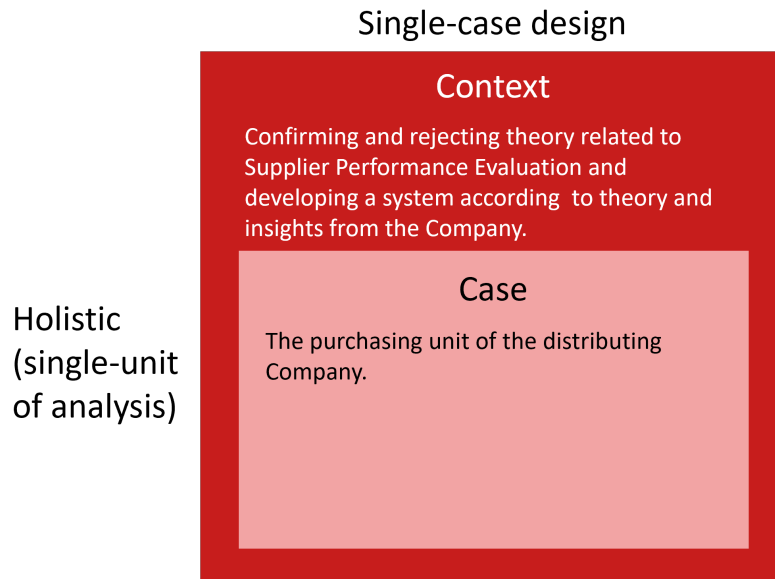 Single-case design
Context
Confirming and rejecting theory related to
Supplier Performance Evaluation and
developing a system according  to theory and
insights from the Company.
Case
The purchasing unit of the distributing
Company.
Holistic
(single-unit
of analysis)